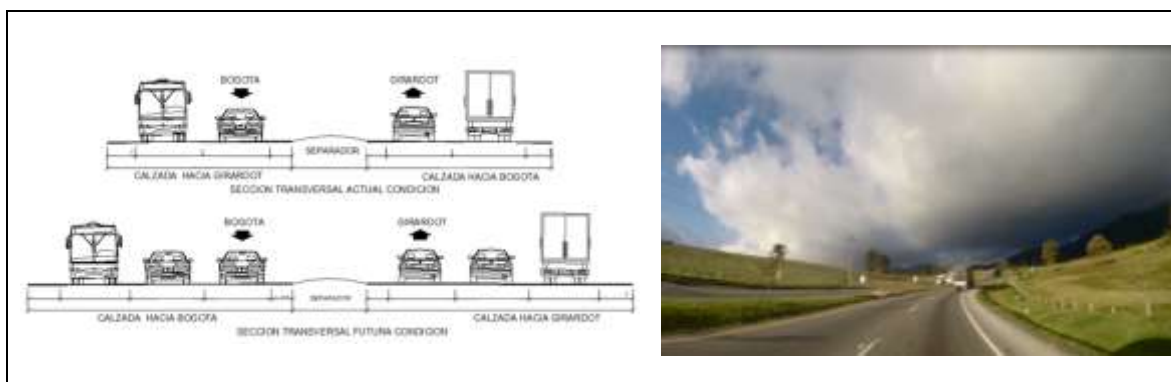 BOGOTA
GIRARDOT
SEPARADOR
CALZADA HACIA GIRARDOT
CALZADA HACIA BOGOTA
SECCION TRANSVERSAL ACTUAL CONDICION
BOGOTA
GIRARDOT
SEPARADOR
CALZADA HACIA BOGOTA
CALZADA HACIA GIRARDOT
SECCION TRANSVERSAL FUTURA CONDICION